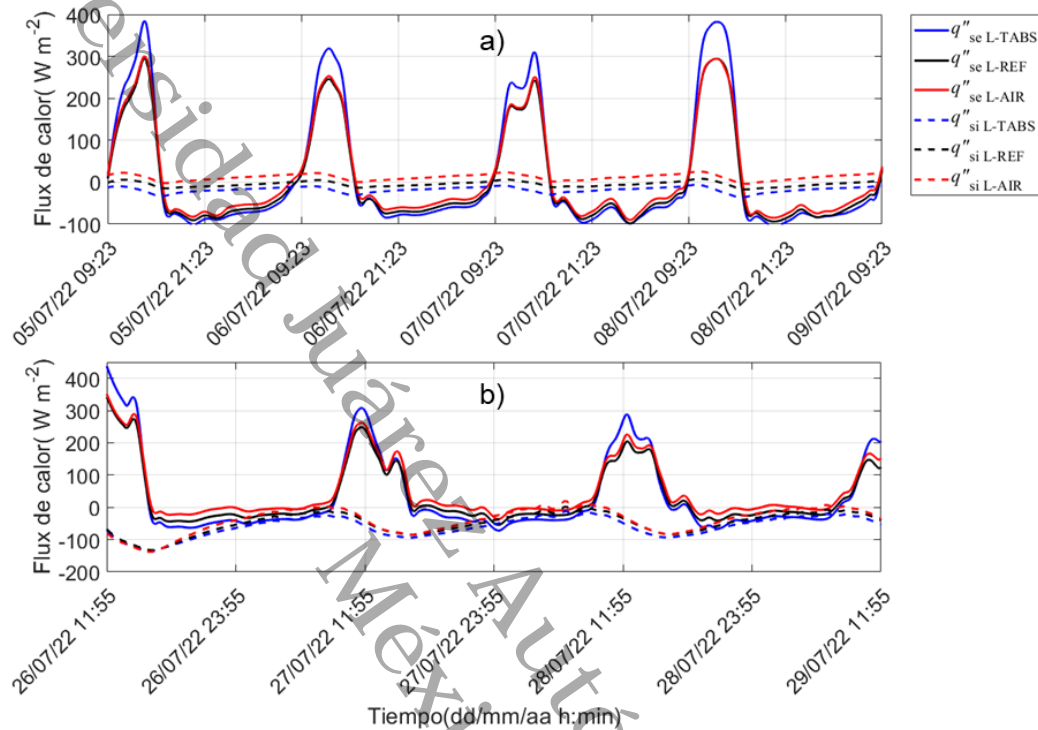 400
300
200
100
0
-100
Flux de calor( W m-2)
a)
q″se L-TABS
q″se L-REF
q″se L-AIR
q″si L-TABS
q″si L-REF
q″si L-AIR
05/07/22 09:23
05/07/22 21:23
06/07/22 09:23
06/07/22 21:23
07/07/22 09:23
07/07/22 21:23
08/07/22 09:23
08/07/22 21:23
09/07/22 09:23
400
300
200
100
0
-100
-200
Flux de calor( W m-2)
b)
26/07/22 11:55
26/07/22 23:55
27/07/22 11:55
27/07/22 23:55
28/07/22 11:55
28/07/22 23:55
29/07/22 11:55
Tiempo(dd/mm/aa h:min)
ersidad Juárez Autó
Méxi